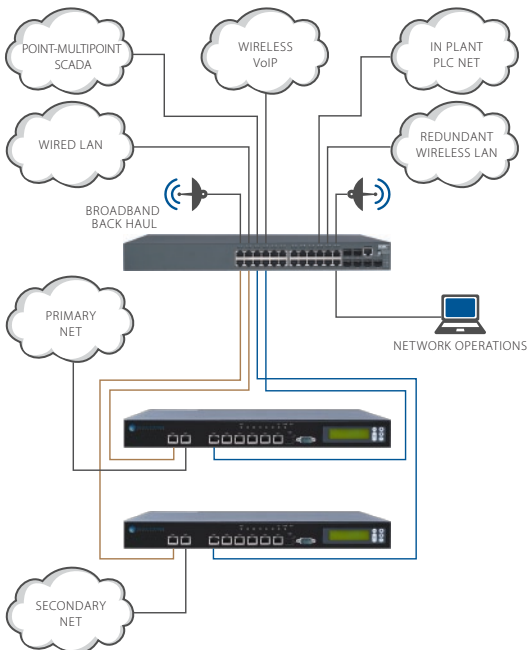 POINT-MULTIPOINT
SCADA
WIRELESS
VoIP
IN PLANT
PLC NET
WIRED LAN
REDUNDANT
WIRELESS LAN
BROADBAND
BACK HAUL
PRIMARY
NET
NETWORK OPERATIONS
SECONDARY
NET